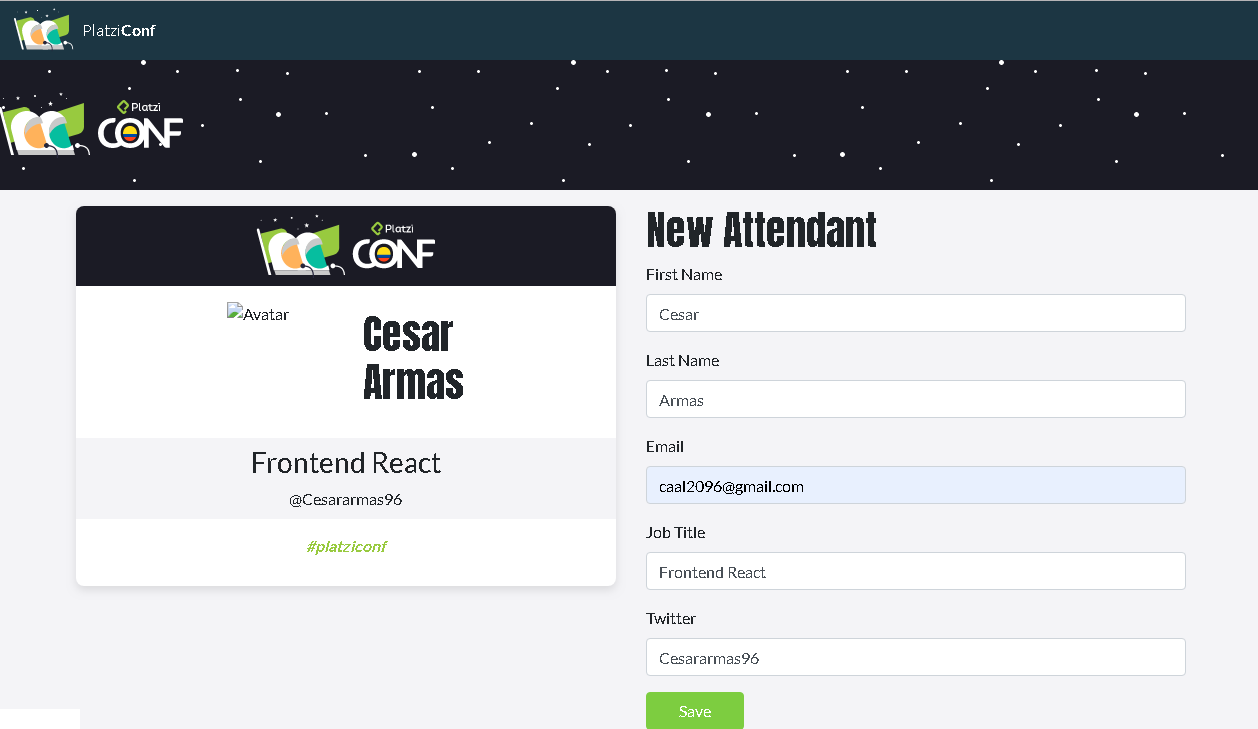 PlatziConf
Platzi
CONF
Platzi
CONF
Avatar
Cesar
Armas
Frontend React
@Cesararmas96
#platziconf
New Attendant
First Name
Cesar
Last Name
Armas
Email
caal2096@gmail.com
Job Title
Frontend React
Twitter
Cesararmas96
Save